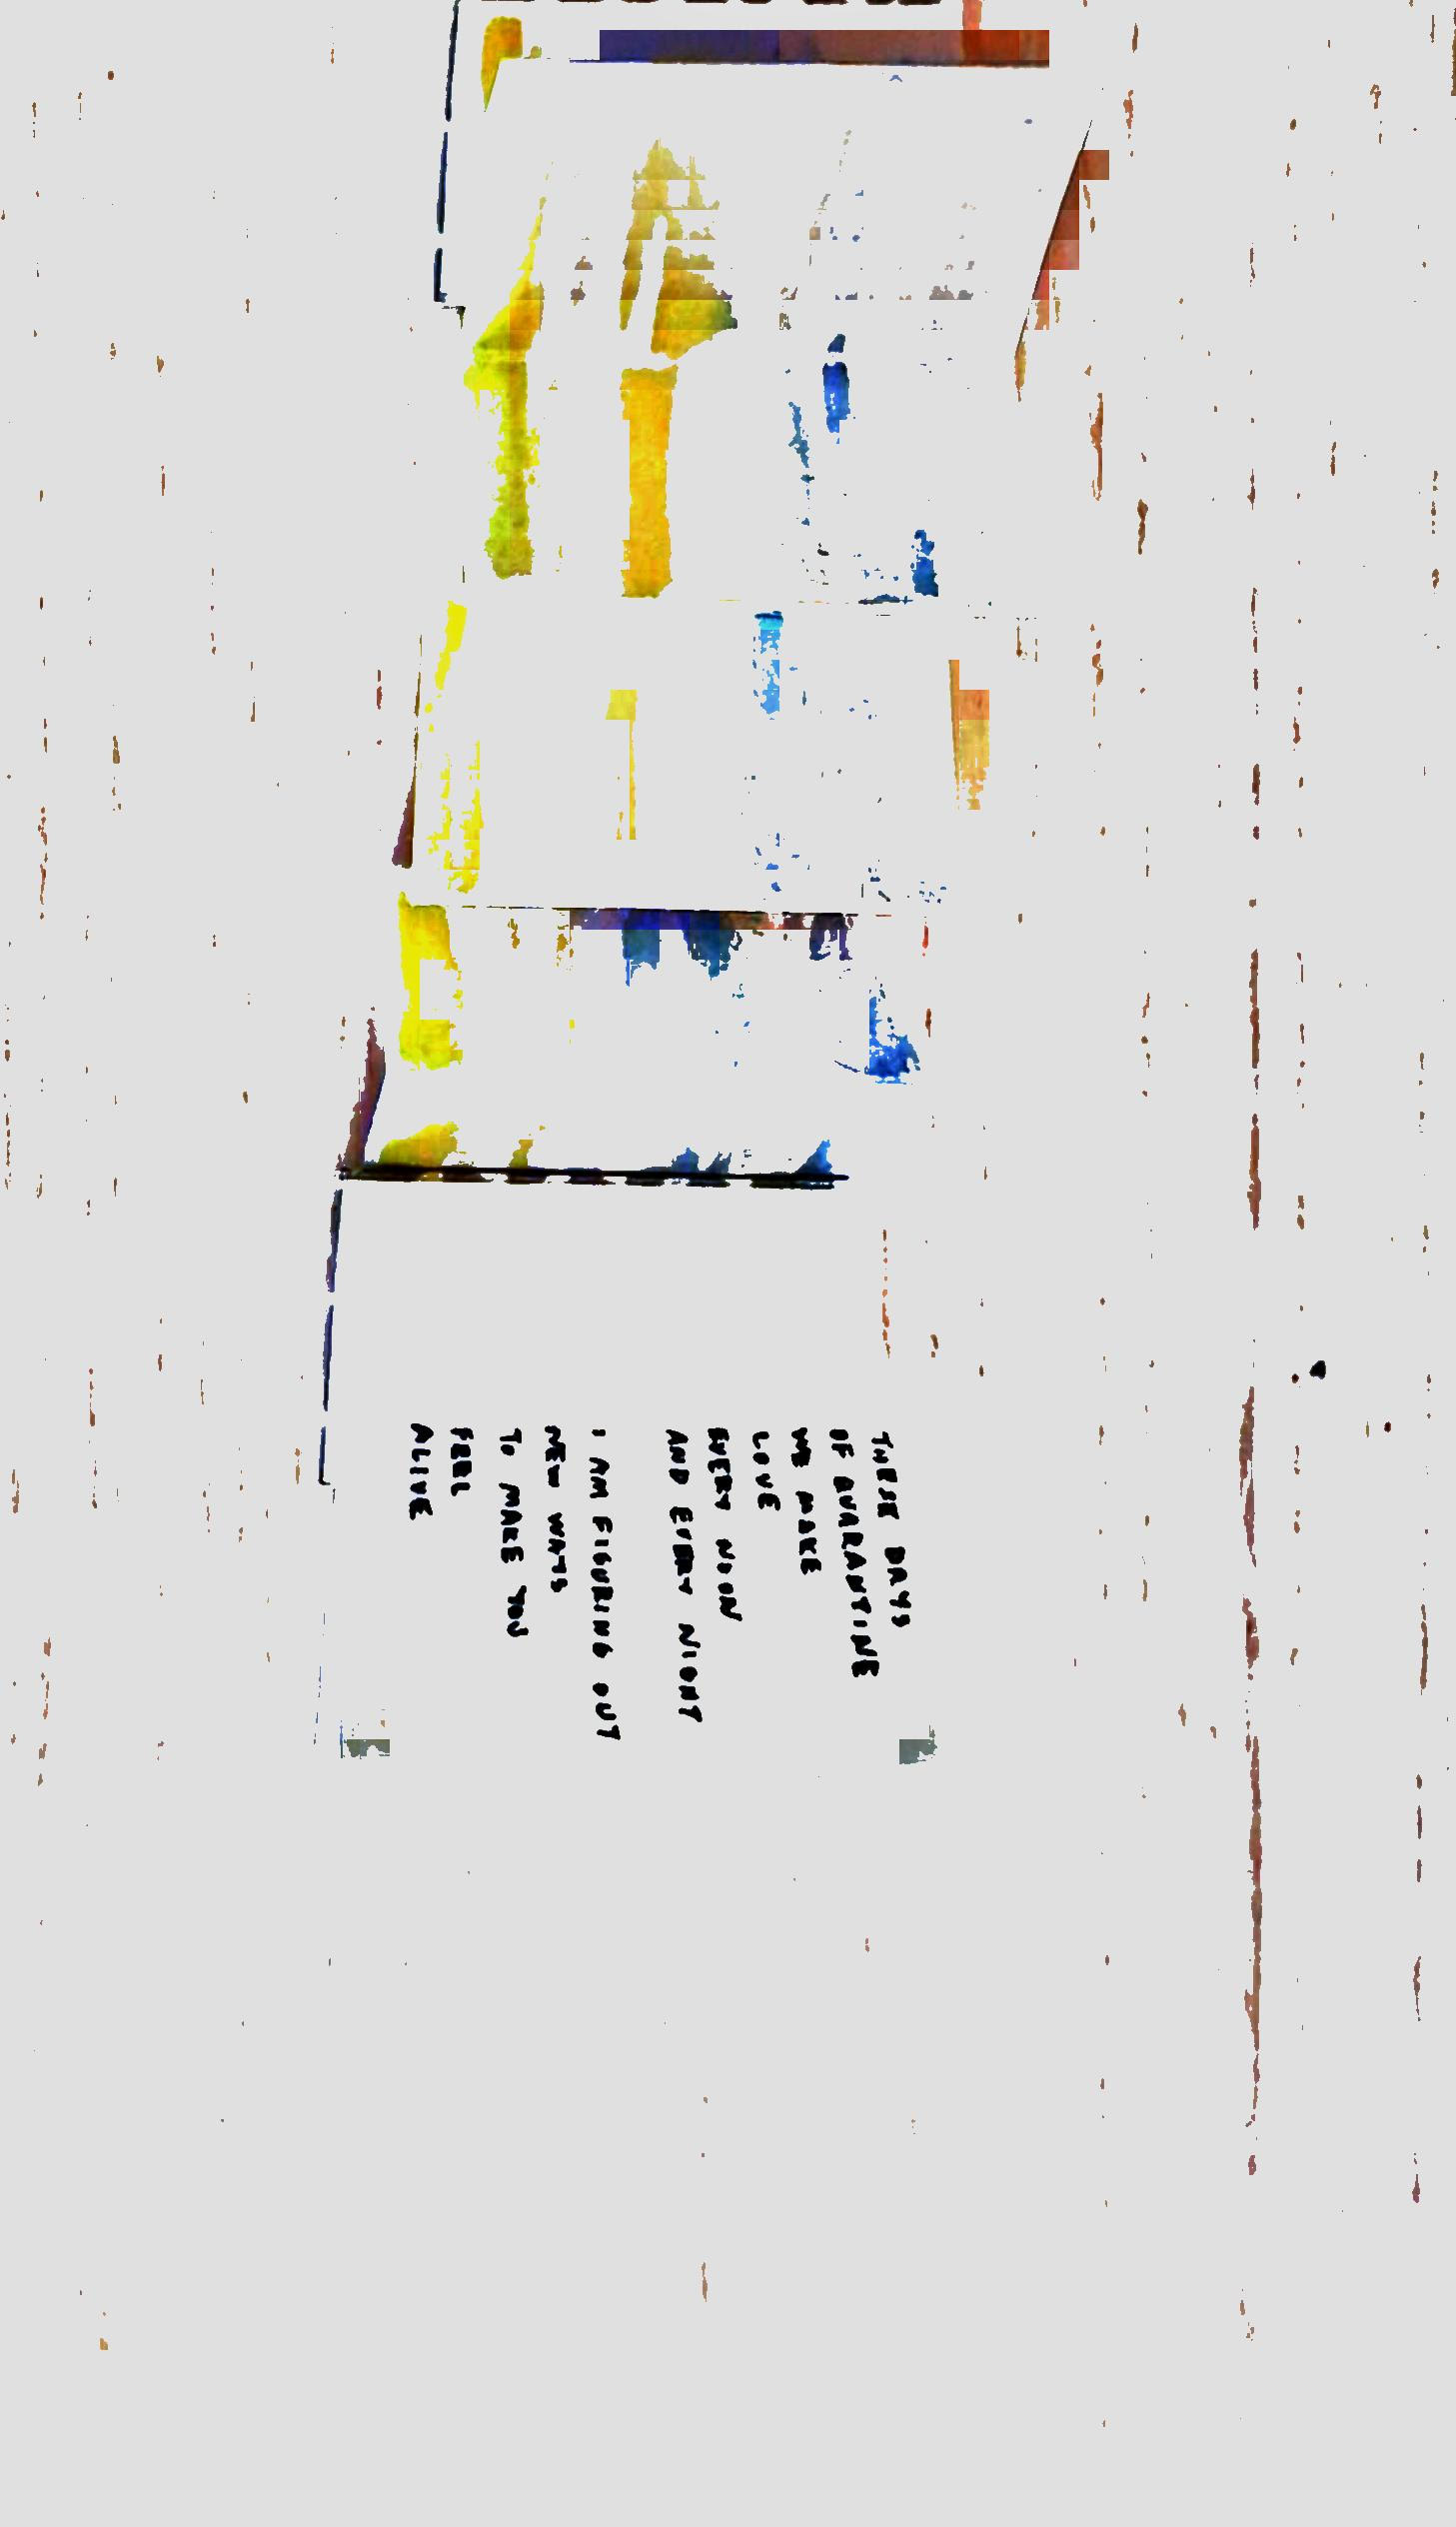 THESE DAYS
OF QUARANTINE
WE MAKE
LOVE
EVERY NOON
AND EVERY NIGHT
I AM FIGURING OUT
NEW WAYS
TO MAKE YOU
FEEL
ALIVE